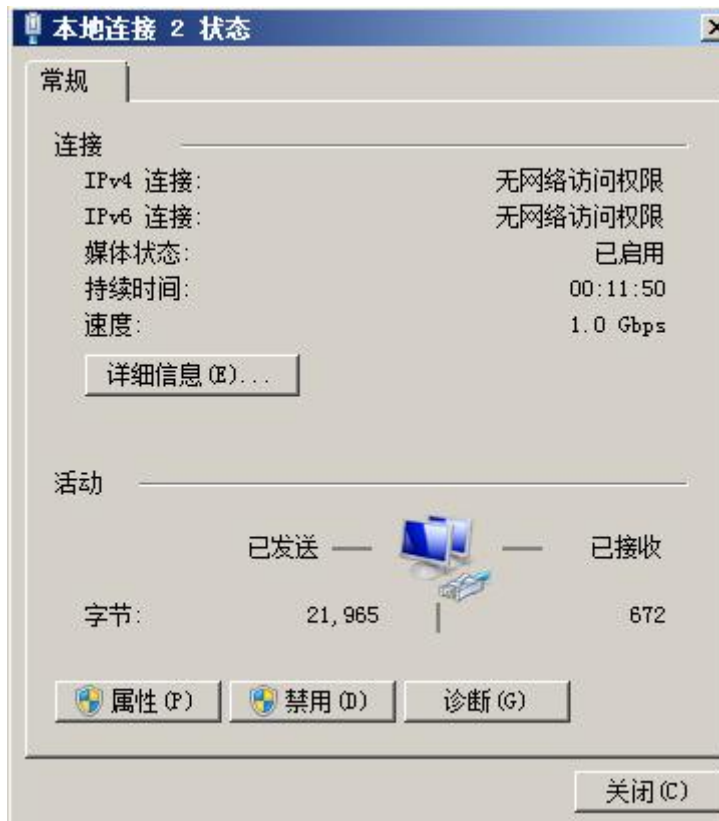 本地连接 2 状态
常规
连接
IPv4 连接: 无网络访问权限
IPv6 连接: 无网络访问权限
媒体状态: 已启用
持续时间: 00:11:50
速度: 1.0 Gbps
详细信息(E)...
活动
已发送 — — 已接收
字节: 21,965 | 672
属性(P) 禁用(D) 诊断(G)
关闭(C)